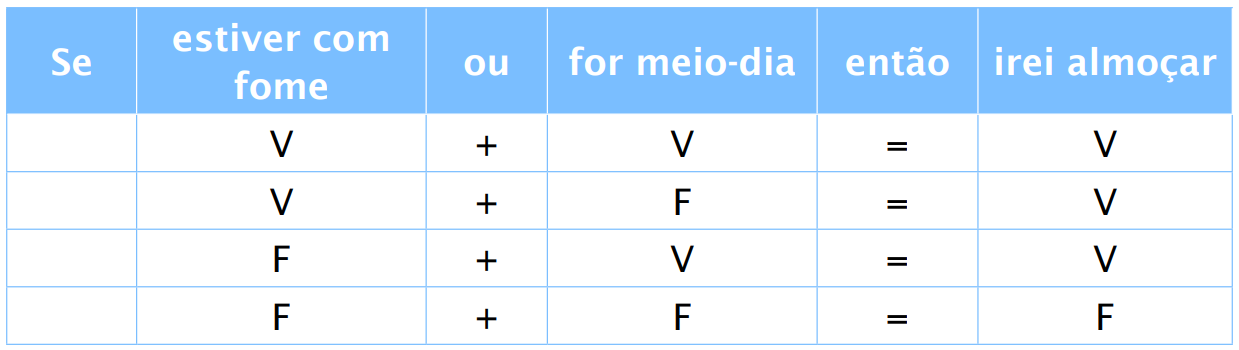 Se estiver com fome ou for meio-dia então irei almoçar
V + V = V
V + F = V
F + V = V
F + F = F